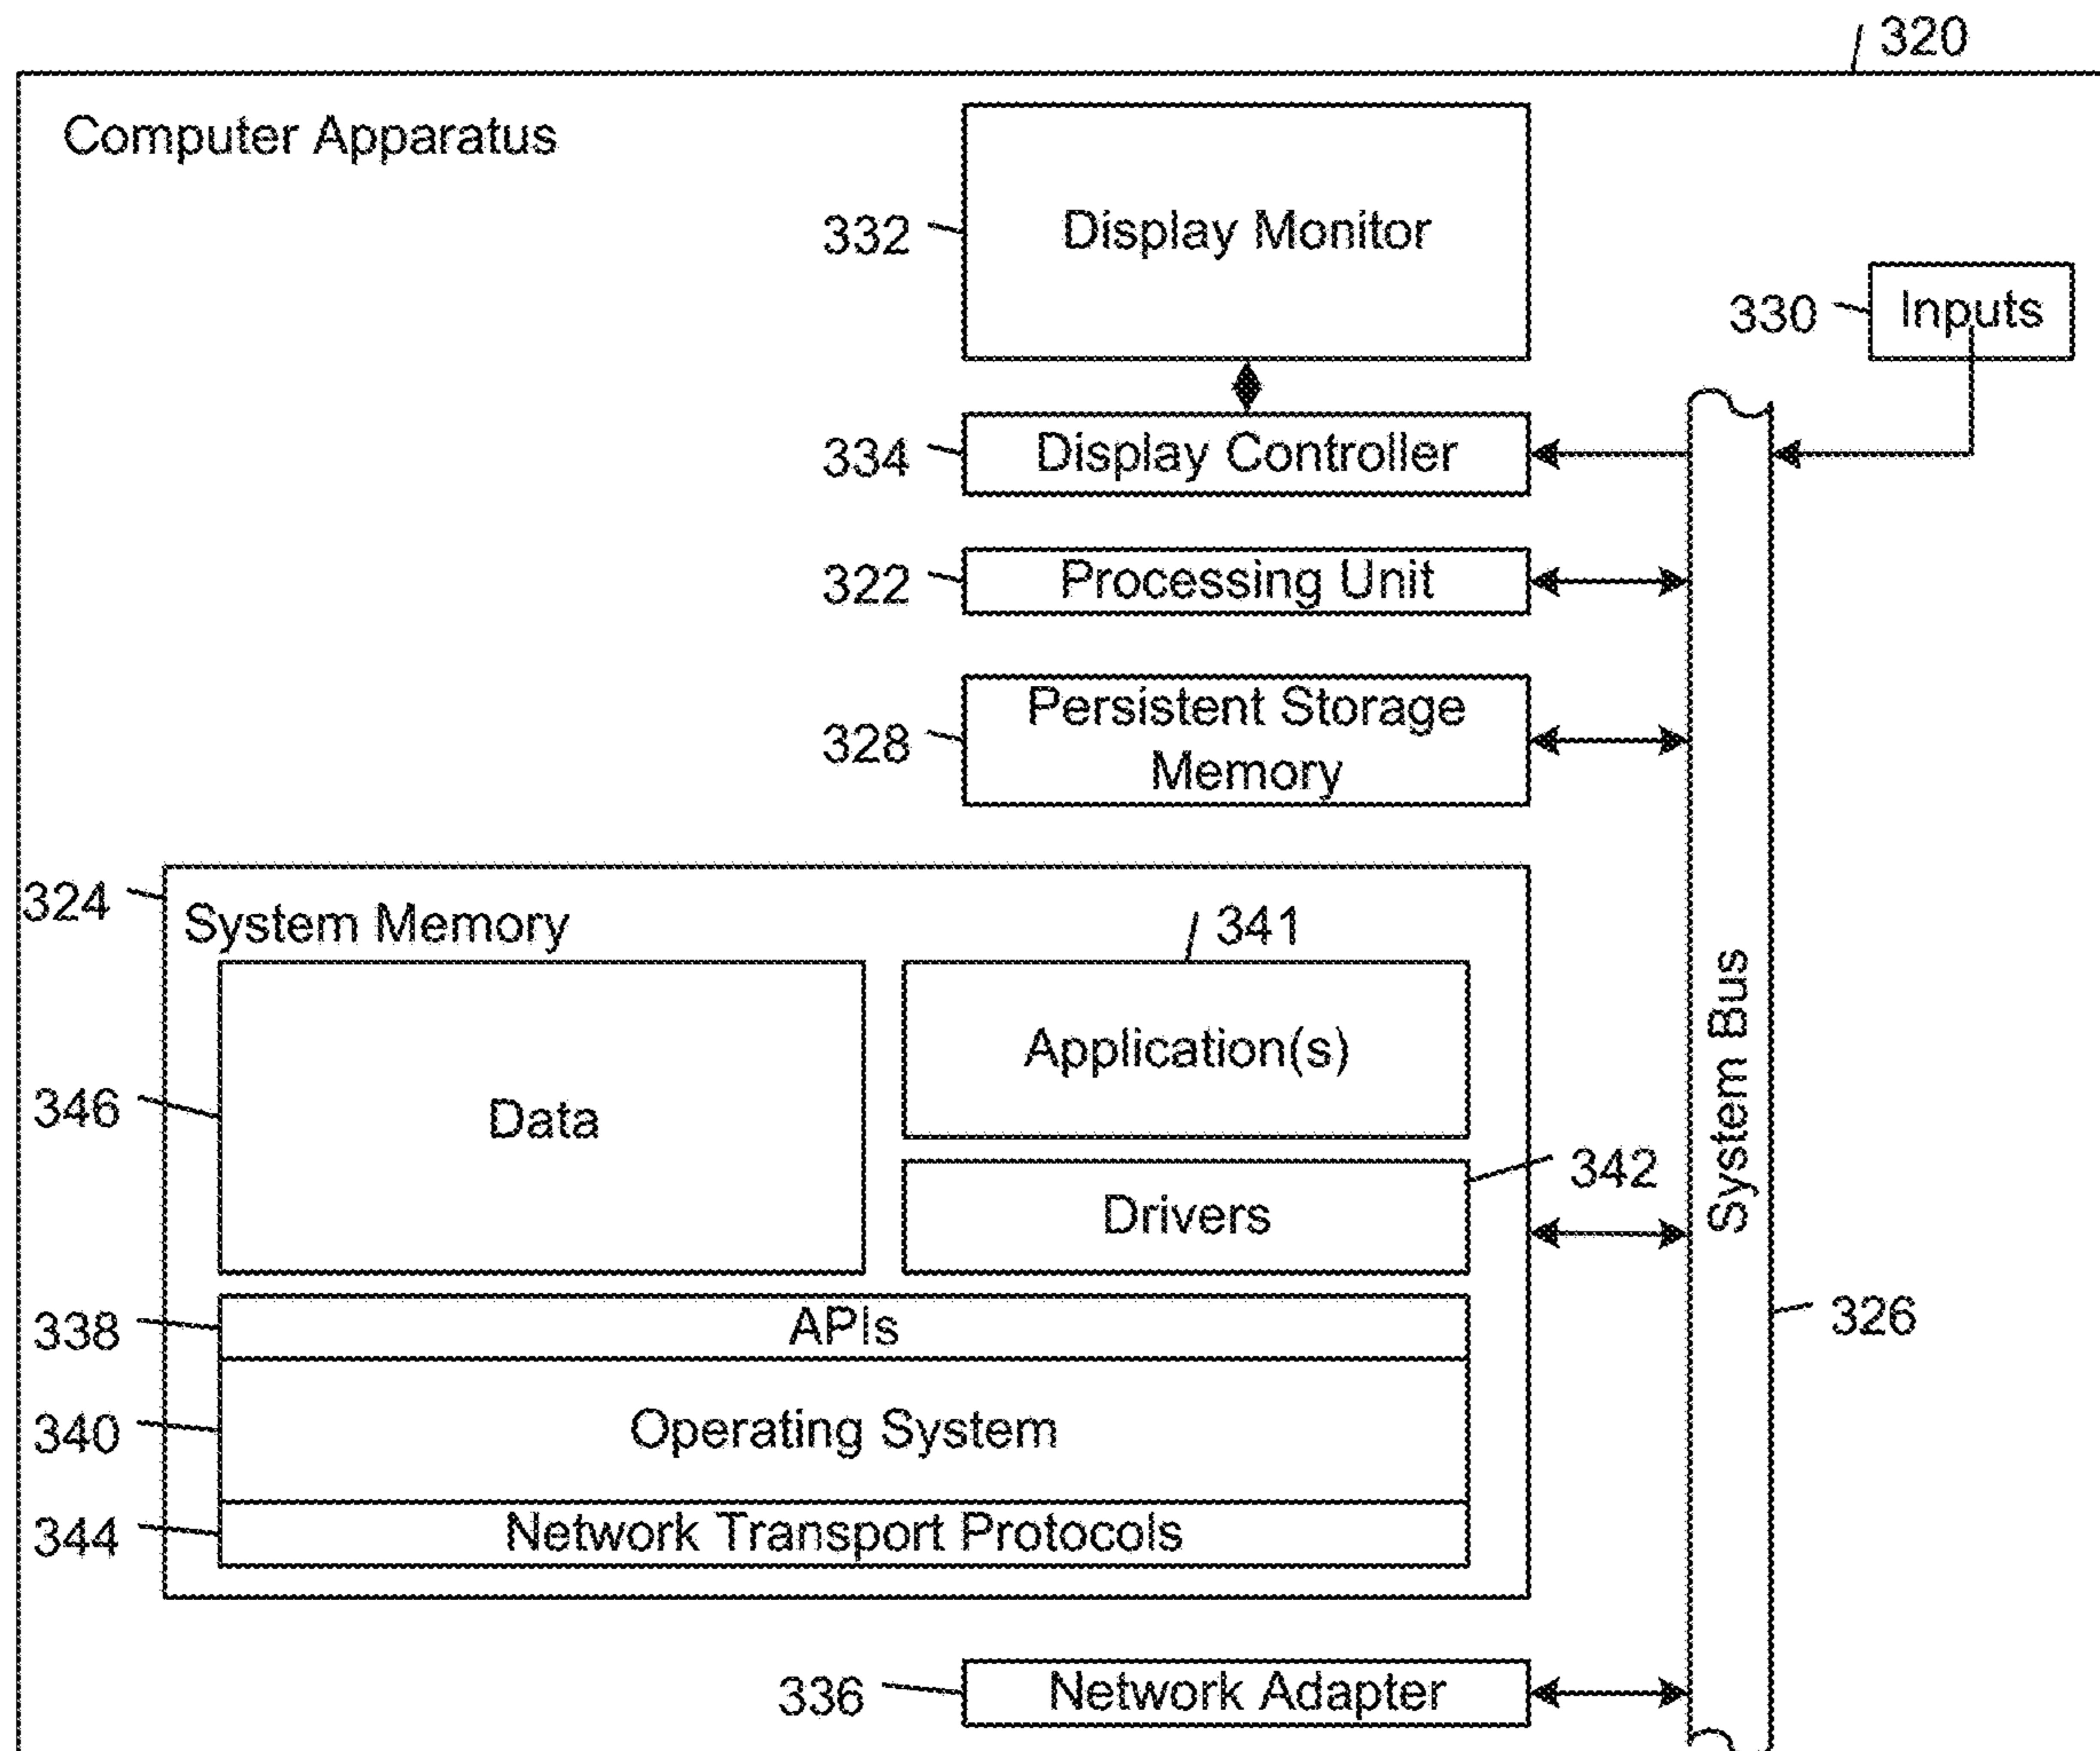 320
Computer Apparatus
332
Display Monitor
330
Inputs
334
Display Controller
322
Processing Unit
328
Persistent Storage
Memory
324
System Memory
341
Application(s)
346
Data
342
Drivers
System Bus
326
338
APIs
340
Operating System
344
Network Transport Protocols
336
Network Adapter